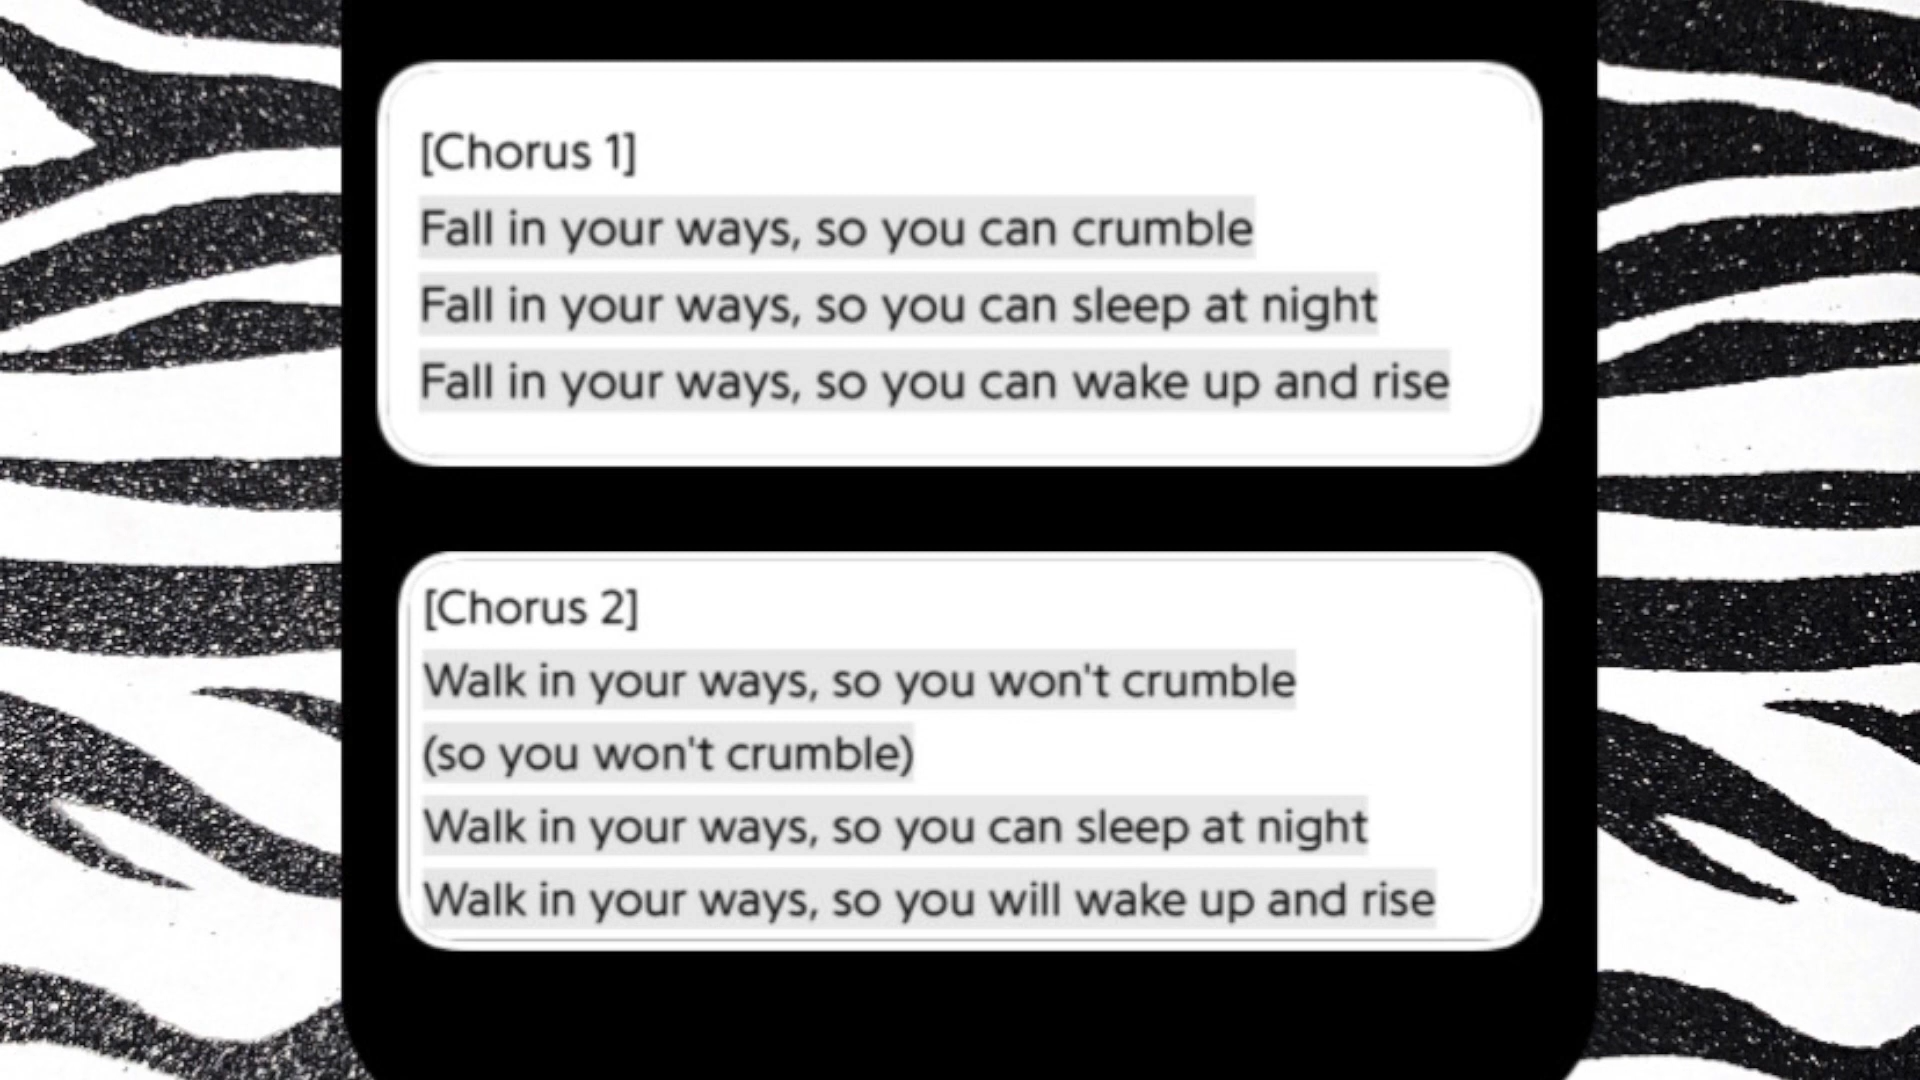 [Chorus 1]
Fall in your ways, so you can crumble
Fall in your ways, so you can sleep at night
Fall in your ways, so you can wake up and rise
[Chorus 2]
Walk in your ways, so you won't crumble
(so you won't crumble)
Walk in your ways, so you can sleep at night
Walk in your ways, so you will wake up and rise